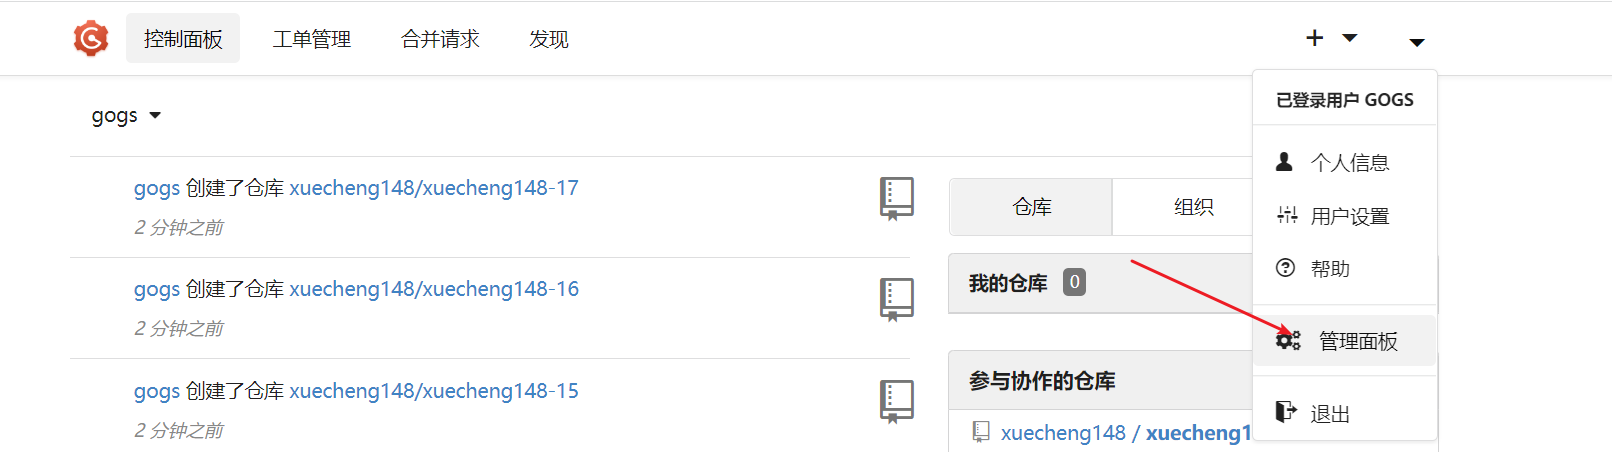 控制面板 工单管理 合并请求 发现
已登录用户 GOGS
个人信息
用户设置
帮助
管理面板
退出
gogs
gogs 创建了仓库 xuecheng148/xuecheng148-17
2 分钟之前
gogs 创建了仓库 xuecheng148/xuecheng148-16
2 分钟之前
gogs 创建了仓库 xuecheng148/xuecheng148-15
2 分钟之前
仓库 组织
我的仓库 0
参与协作的仓库
xuecheng148 / xuecheng1